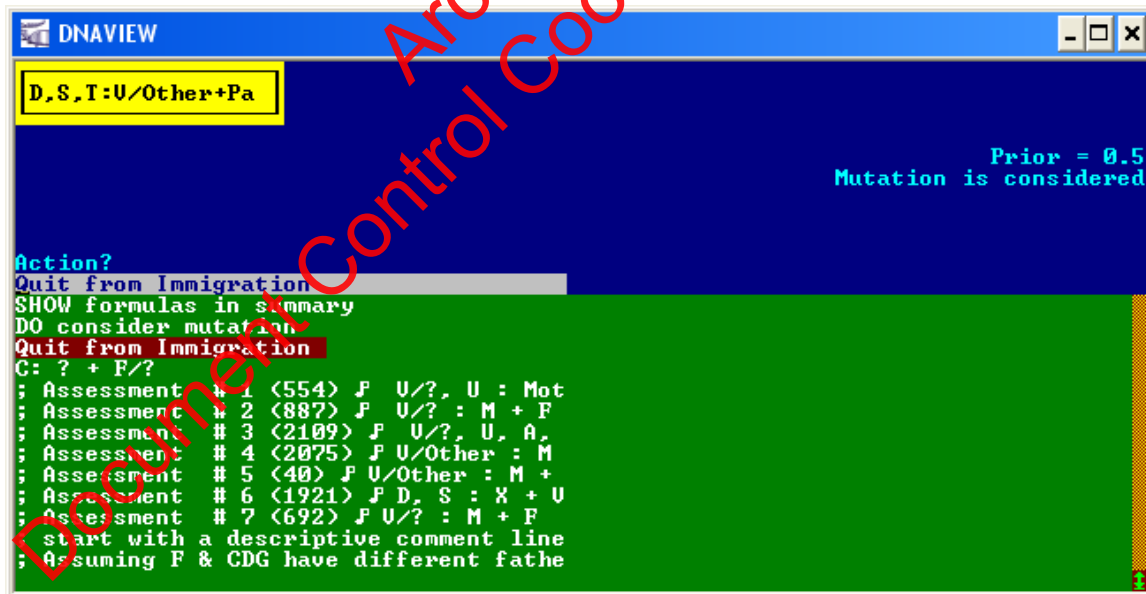 DNAVIEW
D,S,T:V/Other+Pa
Prior = 0.5
Mutation is considered
Action?
Quit from Immigration
SHOW formulas in summary
DO consider mutation
Quit from Immigration
C: ? + F/?
; Assessment # 1 (554) V/?, U : Mot
; Assessment # 2 (887) V/? : M + F
; Assessment # 3 (2109) V/?, U, A,
; Assessment # 4 (2075) V/Other : M
; Assessment # 5 (40) V/Other : M +
; Assessment # 6 (1921) D, S : X + V
; Assessment # 7 (692) V/? : M + F
; start with a descriptive comment line
; Assuming F & CDG have different fathe
Document Control Coo